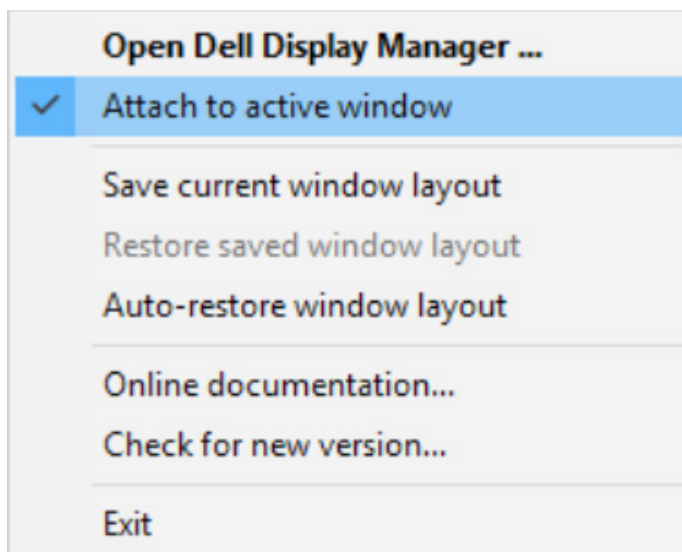 Open Dell Display Manager ...
Attach to active window
Save current window layout
Restore saved window layout
Auto-restore window layout
Online documentation...
Check for new version...
Exit